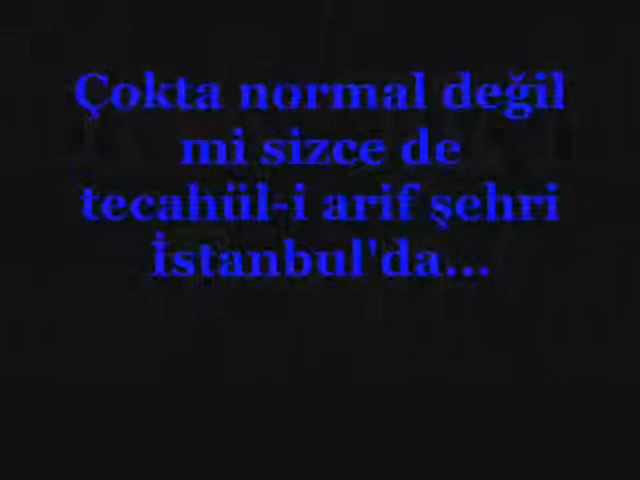 Çokta normal değil
mi sizce de
tecahül-i arif şehri
İstanbul'da...